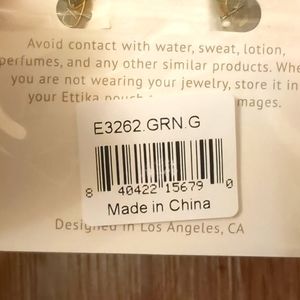 Avoid contact with water, sweat, lotion,
perfumes, and any other similar products. Whe
you are not wearing your jewelry, store it in
your Ettika pouch mages.
E3262.GRN.G
8 40422 15679 0
Made in China
Designed in Los Angeles, CA